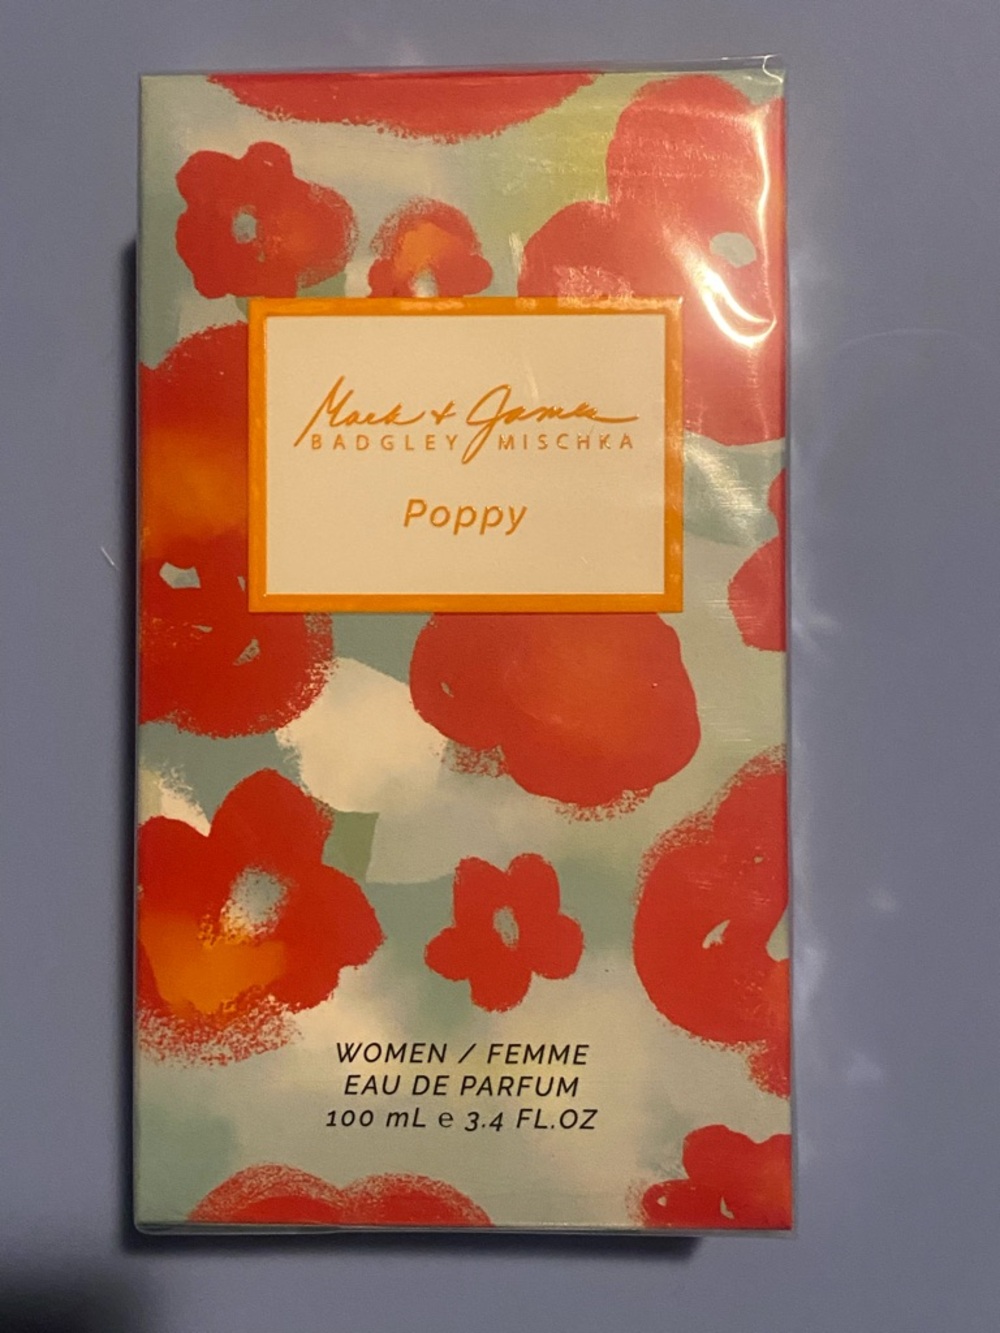 Mark + James
BADGLEY MISCHKA
Poppy
WOMEN / FEMME
EAU DE PARFUM
100 mL e 3.4 FL.OZ